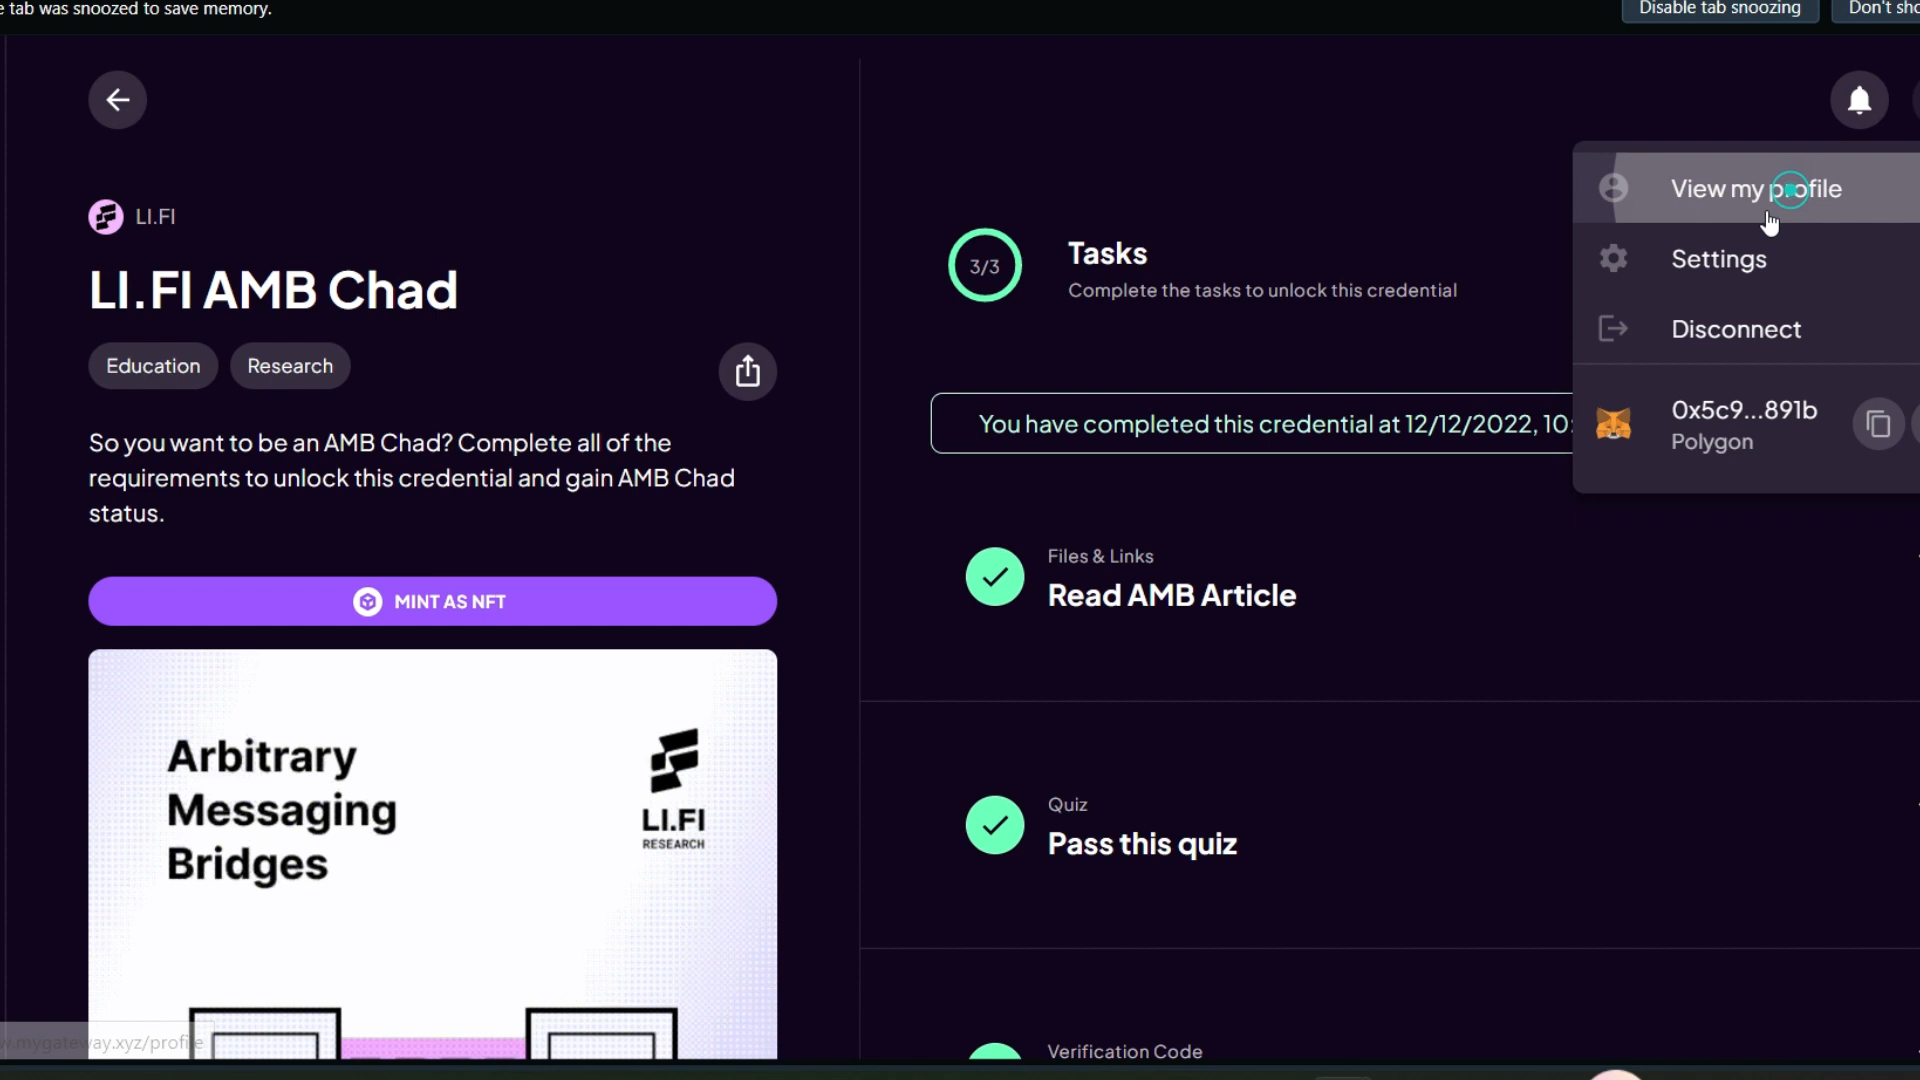 tab was snoozed to save memory.
Disable tab snoozing
Don't
LI.FI
LI.FI AMB Chad
Education
Research
So you want to be an AMB Chad? Complete all of the
requirements to unlock this credential and gain AMB Chad
status.
MINT AS NFT
Arbitrary
Messaging
Bridges
LI.FI
RESEARCH
mygateway.xyz/profile
3/3
Tasks
Complete the tasks to unlock this credential
You have completed this credential at 12/12/2022, 10:
Files & Links
Read AMB Article
Quiz
Pass this quiz
Verification Code
View my profile
Settings
Disconnect
0x5c9...891b
Polygon